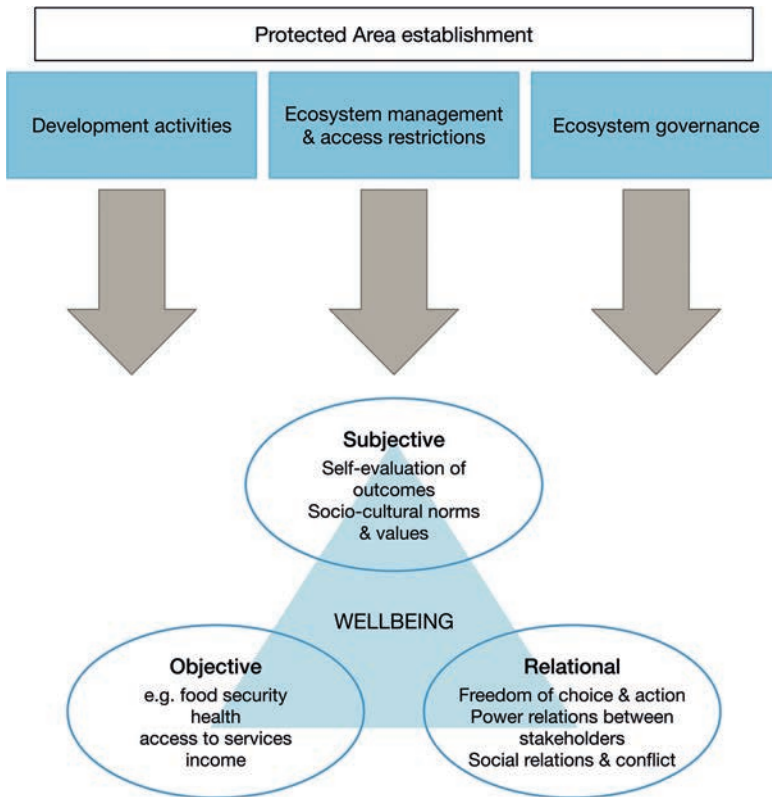 Protected Area establishment
Development activities
Ecosystem management
& access restrictions
Ecosystem governance
Subjective
Self-evaluation of
outcomes
Socio-cultural norms
& values
WELLBEING
Objective
e.g. food security
health
access to services
income
Relational
Freedom of choice & action
Power relations between
stakeholders
Social relations & conflict